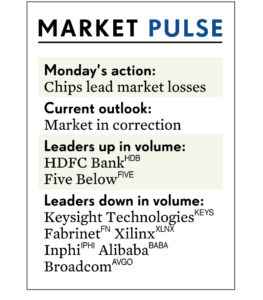 MARKET PULSE
Monday's action:
Chips lead market losses
Current outlook:
Market in correction
Leaders up in volume:
HDFC Bank HDB
Five Below FIVE
Leaders down in volume:
Keysight Technologies KEYS
Fabrinet FN Xilinx XLNX
Inphi IPHI Alibaba BABA
Broadcom AVGO